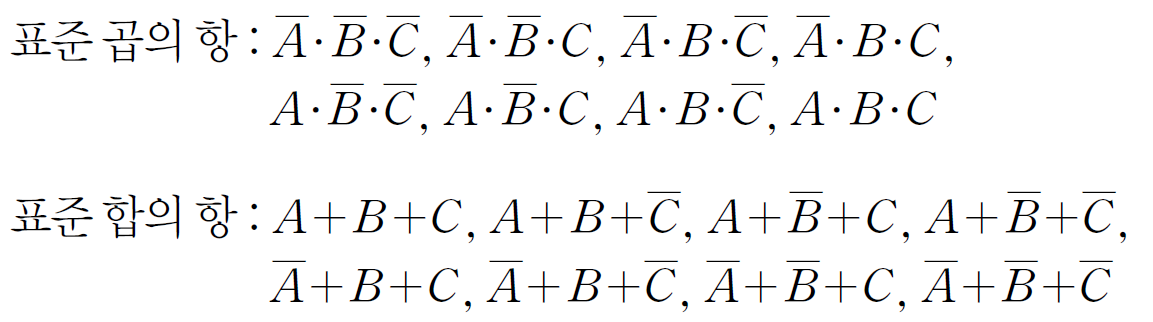 표준 곱의 항 : A̅·B̅·C̅, A̅·B̅·C, A̅·B·C̅, A̅·B·C,
A·B̅·C̅, A·B̅·C, A·B·C̅, A·B·C
표준 합의 항 : A+B+C, A+B+C̅, A+B̅+C, A+B̅+C̅,
A̅+B+C, A̅+B+C̅, A̅+B̅+C, A̅+B̅+C̅